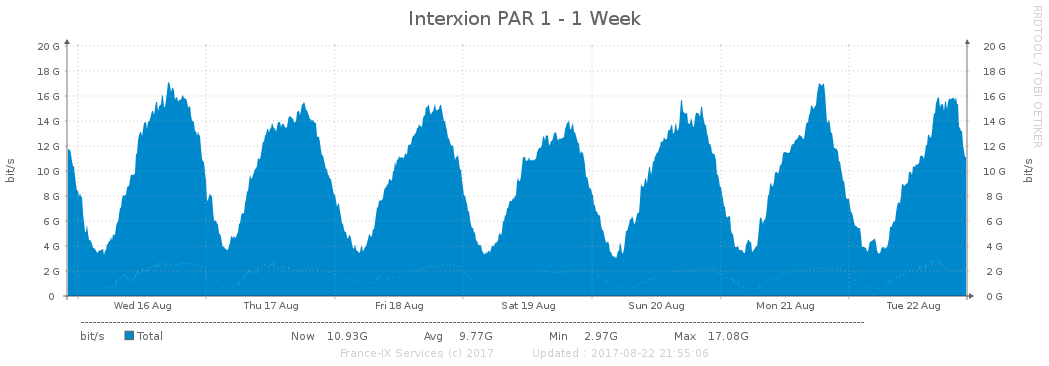 Interxion PAR 1 - 1 Week
RRDTOOL / TOBI OETIKER
20 G 20 G
18 G 18 G
16 G 16 G
14 G 14 G
12 G 12 G
10 G 10 G
8 G 8 G
6 G 6 G
4 G 4 G
2 G 2 G
0 0 G
bit/s bit/s
Wed 16 Aug Thu 17 Aug Fri 18 Aug Sat 19 Aug Sun 20 Aug Mon 21 Aug Tue 22 Aug
bit/s Total Now 10.93G Avg 9.77G Min 2.97G Max 17.08G
France-IX Services (c) 2017 Updated : 2017-08-22 21:55:06